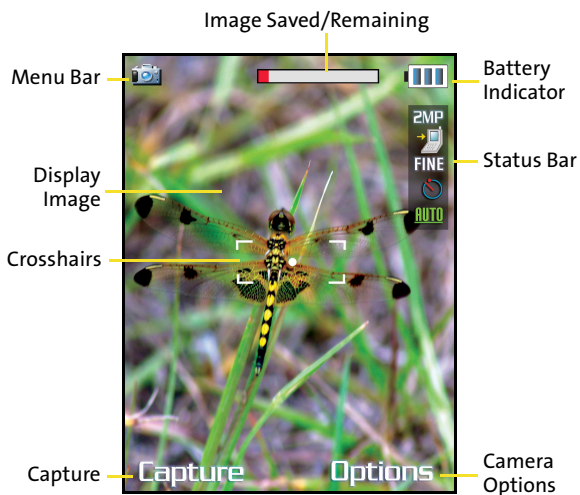 Image Saved/Remaining
Menu Bar
Battery
Indicator
2MP
FINE
Status Bar
AUTO
Display
Image
Crosshairs
Capture
Capture
Options
Camera
Options